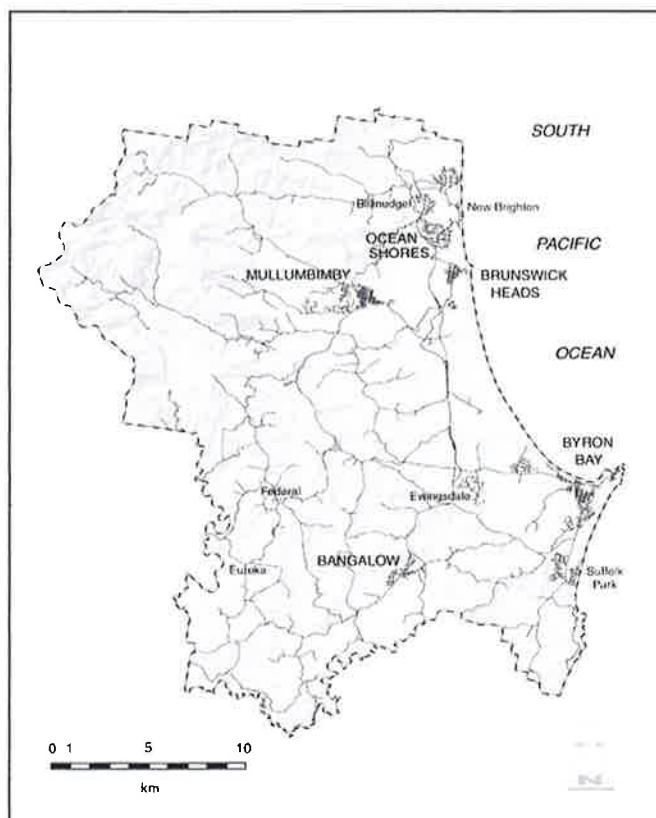 SOUTH
Billinudgel
New Brighton
OCEAN
SHORES
PACIFIC
MULLUMBIMBY
BRUNSWICK
HEADS
OCEAN
BYRON
BAY
Federal
Ewingsdale
BANGALOW
Eureka
Suffolk
Park
0 1 5 10
km
N